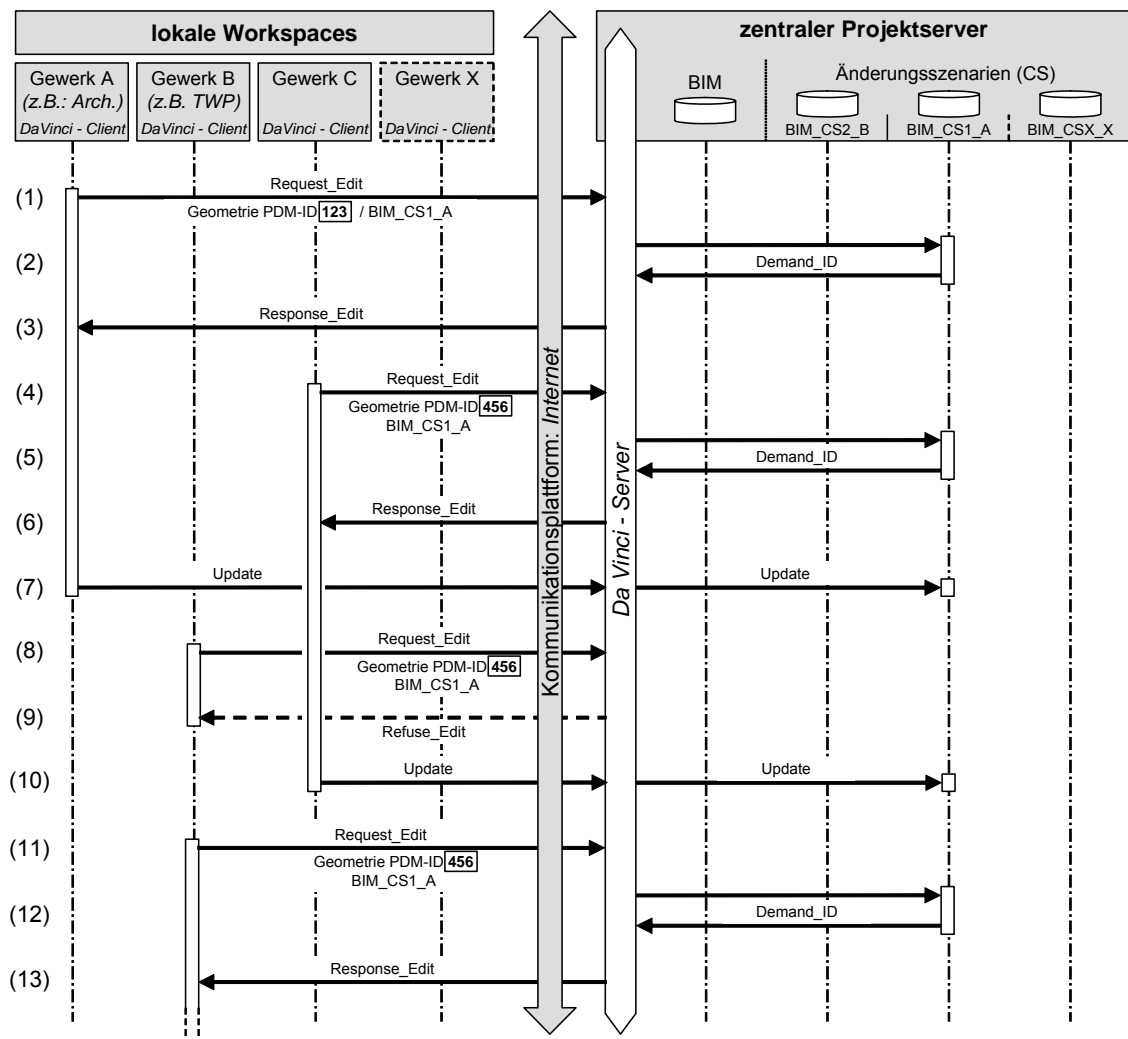 lokale Workspaces
zentraler Projektserver
Gewerk A
(z.B.: Arch.)
DaVinci - Client
Gewerk B
(z.B. TWP)
DaVinci - Client
Gewerk C
DaVinci - Client
Gewerk X
DaVinci - Client
BIM
Änderungsszenarien (CS)
BIM_CS2_B
BIM_CS1_A
BIM_CSX_X
Kommunikationsplattform: Internet
Da Vinci - Server
(1)
Request_Edit
Geometrie PDM-ID 123 / BIM_CS1_A
(2)
Demand_ID
(3)
Response_Edit
(4)
Request_Edit
Geometrie PDM-ID 456
BIM_CS1_A
(5)
Demand_ID
(6)
Response_Edit
(7)
Update
Update
(8)
Request_Edit
Geometrie PDM-ID 456
BIM_CS1_A
(9)
Refuse_Edit
(10)
Update
Update
(11)
Request_Edit
Geometrie PDM-ID 456
BIM_CS1_A
(12)
Demand_ID
(13)
Response_Edit